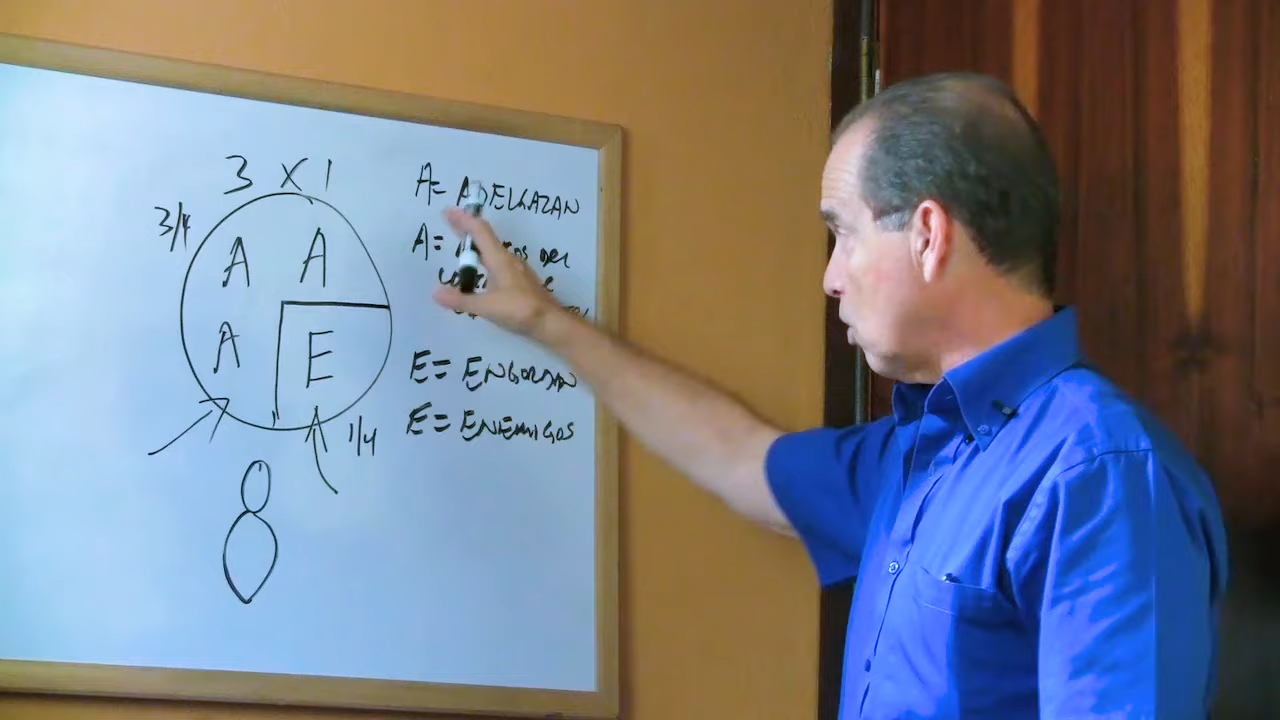 3 X 1
3/4
A A
A E
1/4
A= ADELGAZAN
A=
E= ENGORDAN
E= ENEMIGOS